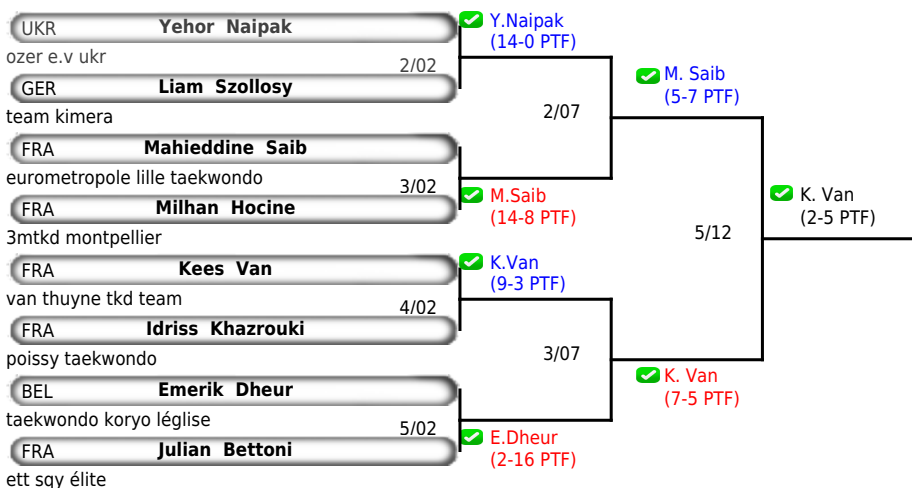 UKR Yehor Naipak
ozer e.v ukr
2/02
GER Liam Szollosy
team kimera
FRA Mahieddine Saib
eurometropole lille taekwondo
3/02
FRA Milhan Hocine
3mtkd montpellier
FRA Kees Van
van thuyne tkd team
4/02
FRA Idriss Khazrouki
poissy taekwondo
BEL Emerik Dheur
taekwondo koryo léglise
5/02
FRA Julian Bettoni
ett sqy élite
Y.Naipak
(14-0 PTF)
2/07
M.Saib
(14-8 PTF)
K.Van
(9-3 PTF)
3/07
E.Dheur
(2-16 PTF)
M. Saib
(5-7 PTF)
5/12
K. Van
(7-5 PTF)
K. Van
(2-5 PTF)